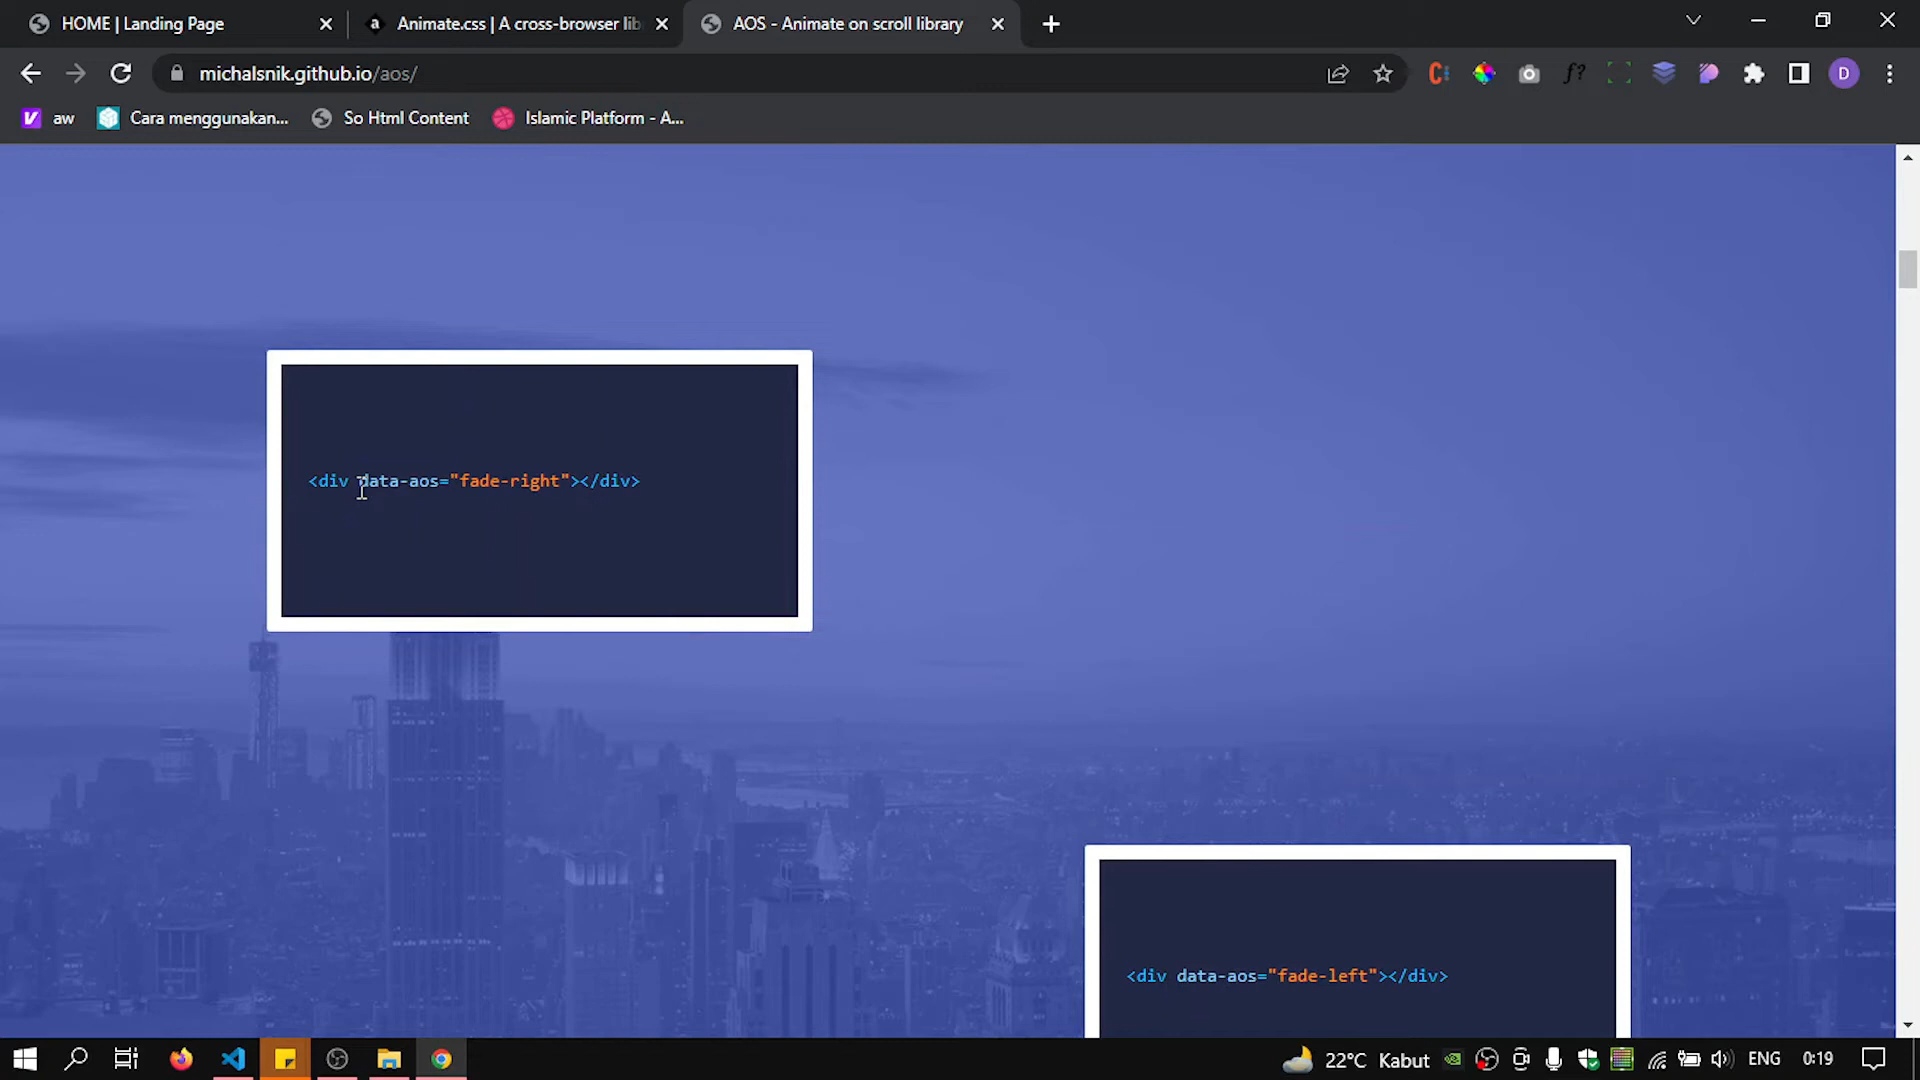 HOME | Landing Page
Animate.css | A cross-browser lib
AOS - Animate on scroll library
michalsnik.github.io/aos/
aw
Cara menggunakan...
So Html Content
Islamic Platform - A...
D
<div data-aos="fade-right"></div>
<div data-aos="fade-left"></div>
22°C Kabut
ENG
0:19